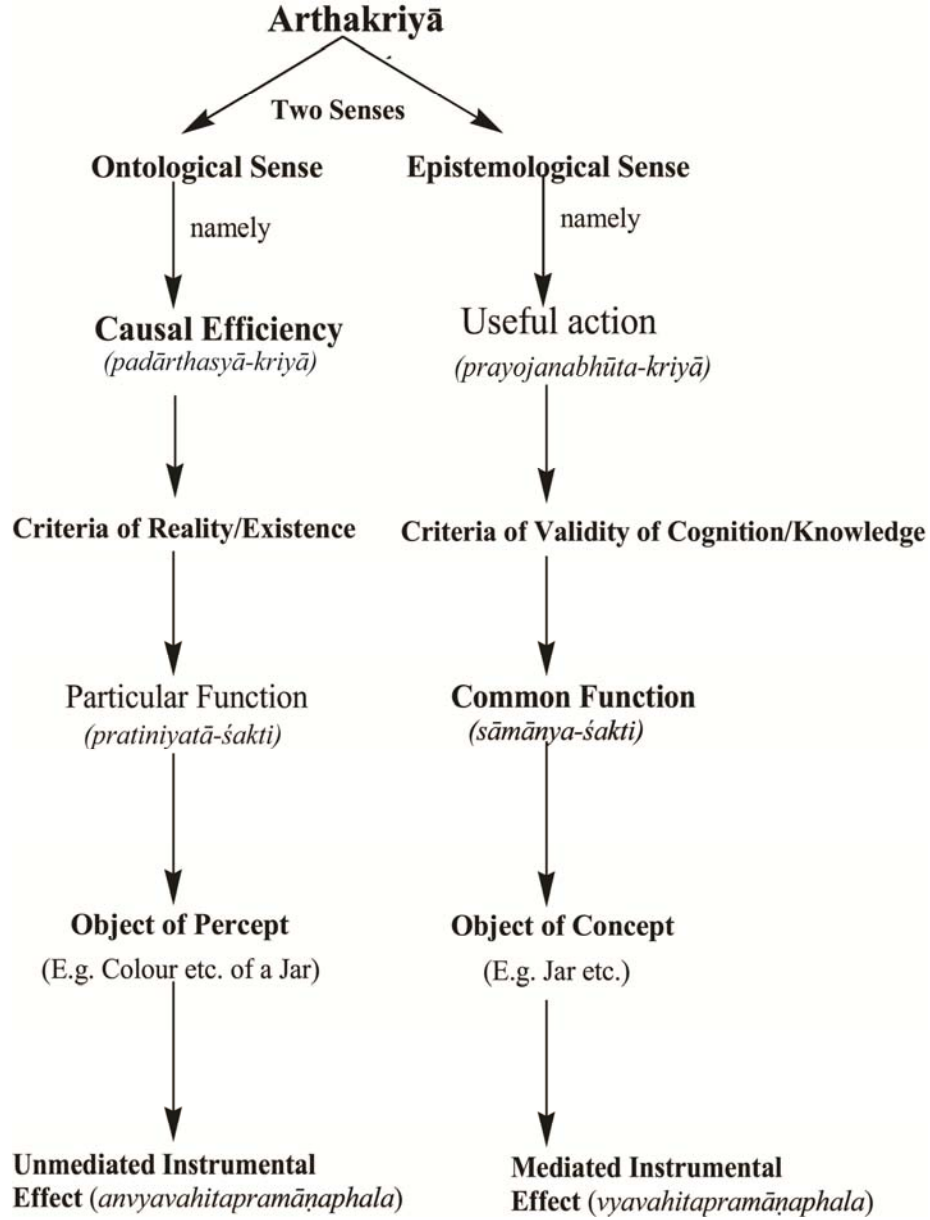 Arthakriyā
Two Senses
Ontological Sense
Epistemological Sense
namely
namely
Causal Efficiency
(padārthasyā-kriyā)
Useful action
(prayojanabhūta-kriyā)
Criteria of Reality/Existence
Criteria of Validity of Cognition/Knowledge
Particular Function
(pratiniyatā-śakti)
Common Function
(sāmānya-śakti)
Object of Percept
(E.g. Colour etc. of a Jar)
Object of Concept
(E.g. Jar etc.)
Unmediated Instrumental
Effect (anvyavahitapramāṇaphala)
Mediated Instrumental
Effect (vyavahitapramāṇaphala)